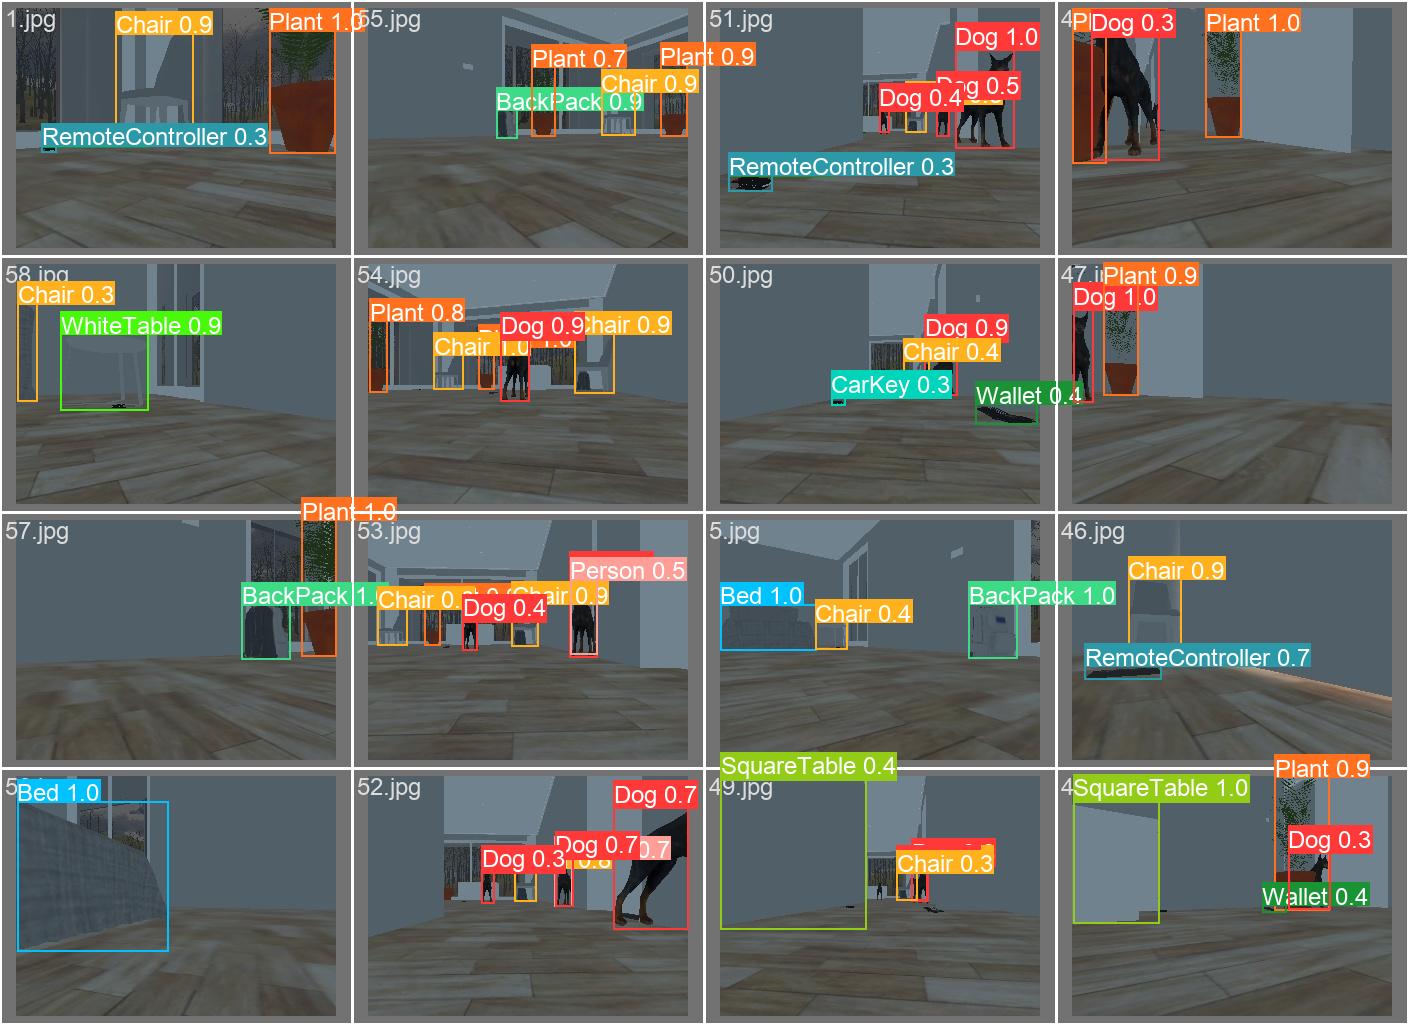 1.jpg
Chair 0.9
Plant 1.0
RemoteController 0.3
55.jpg
Plant 0.7
Plant 0.9
Chair 0.9
BackPack 0.9
51.jpg
Dog 1.0
Dog 0.5
Dog 0.4
RemoteController 0.3
Dog 0.3
Plant 1.0
58.jpg
Chair 0.3
WhiteTable 0.9
54.jpg
Plant 0.8
Dog 0.9
Chair 0.9
Chair 1.0
50.jpg
Dog 0.9
Chair 0.4
CarKey 0.3
Wallet 0.4
Plant 0.9
Dog 1.0
57.jpg
Plant 1.0
BackPack 1.
53.jpg
Person 0.5
Chair 0.
Chair 0.9
Dog 0.4
5.jpg
Bed 1.0
Chair 0.4
BackPack 1.0
46.jpg
Chair 0.9
RemoteController 0.7
Bed 1.0
52.jpg
Dog 0.7
Dog 0.7
0.7
Dog 0.3
SquareTable 0.4
49.jpg
Chair 0.3
Plant 0.9
SquareTable 1.0
Dog 0.3
Wallet 0.4